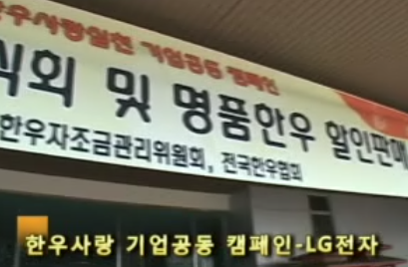 한우사랑실천 기업공동 캠페인
식회 및 명품한우 할인판매
한우자조금관리위원회, 전국한우협회
한우사랑 기업공동 캠페인-LG전자